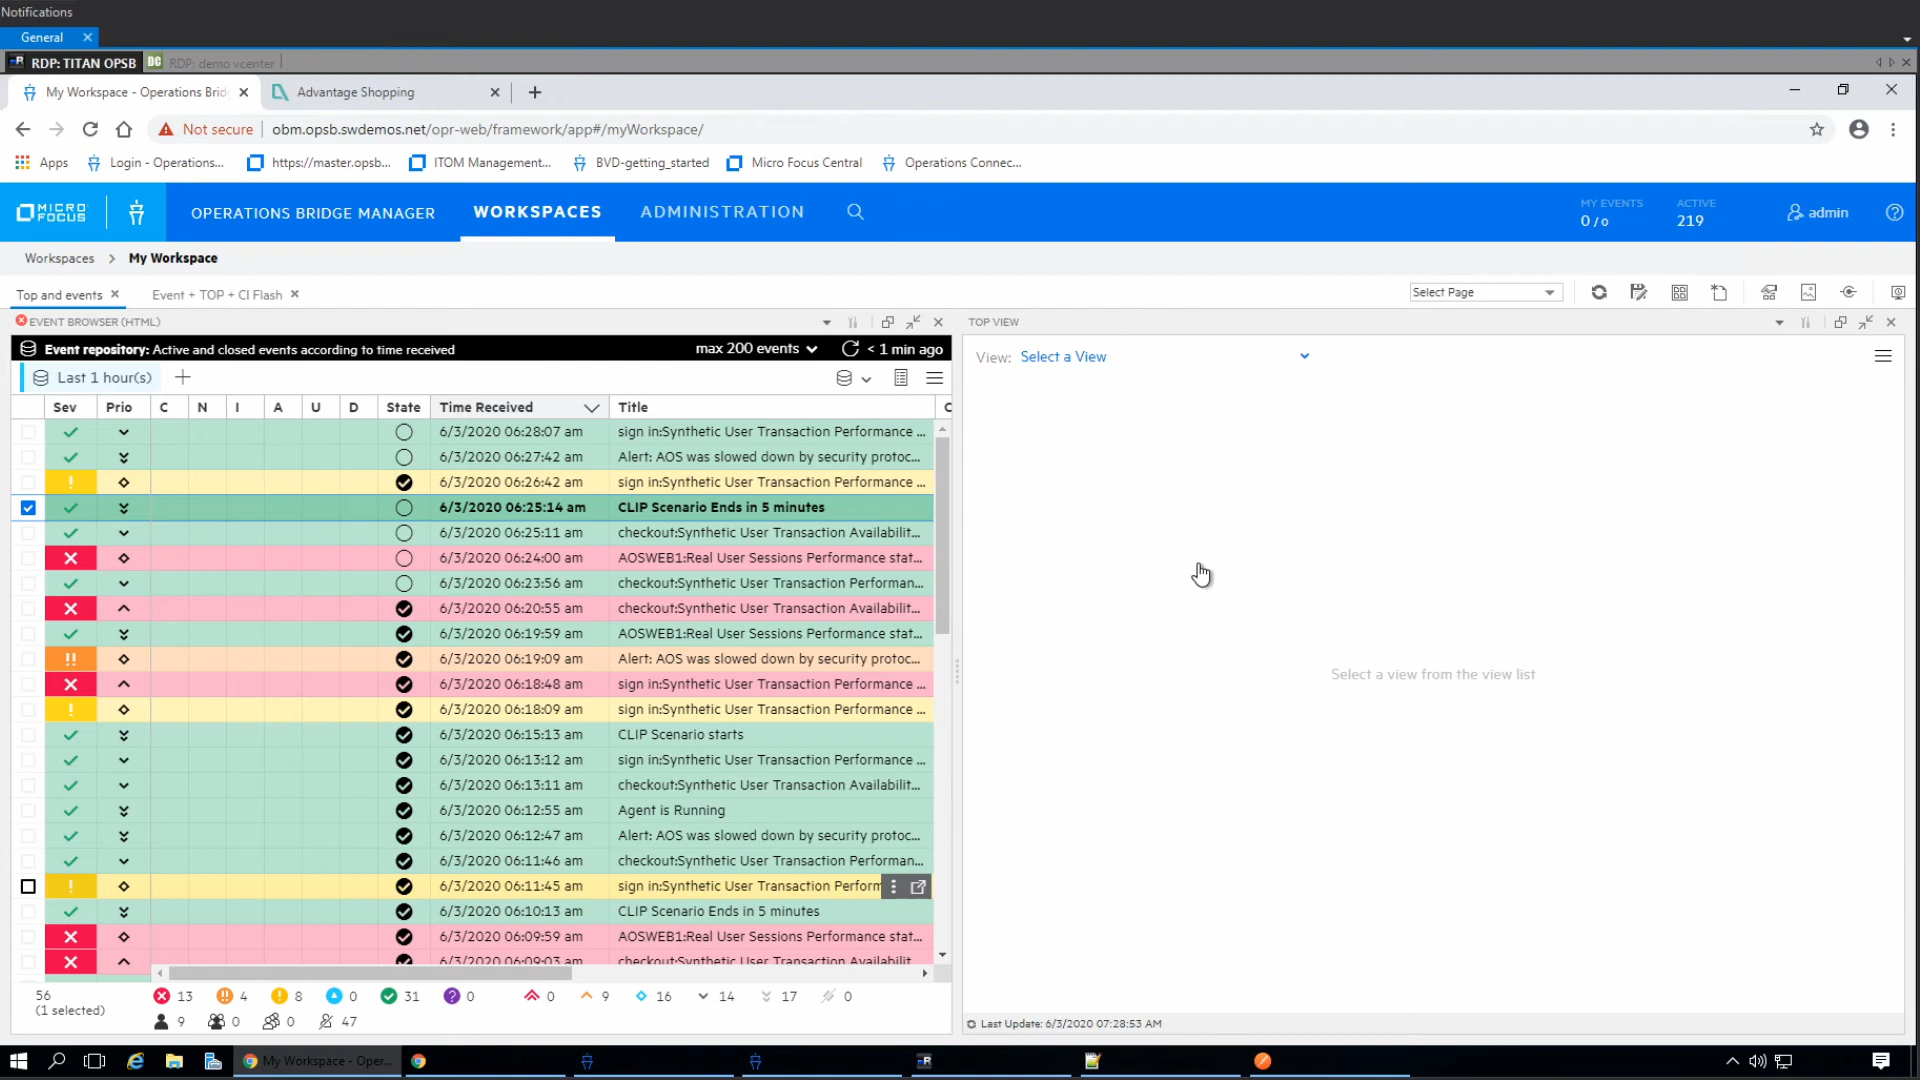 Notifications
General
RDP: TITAN OPSB
DC
RDP: demo vcenter
My Workspace - Operations Brid
Advantage Shopping
Not secure
obm.opsb.swdemos.net/opr-web/framework/app#/myWorkspace/
Apps
Login - Operations...
https://master.opsb...
ITOM Management...
BVD-getting_started
Micro Focus Central
Operations Connec...
MICRO FOCUS
OPERATIONS BRIDGE MANAGER
WORKSPACES
ADMINISTRATION
MY EVENTS
0 / 0
ACTIVE
219
admin
Workspaces
My Workspace
Top and events
Event + TOP + CI Flash
Select Page
EVENT BROWSER (HTML)
Event repository: Active and closed events according to time received
max 200 events
< 1 min ago
Last 1 hour(s)
Sev Prio C N I A U D State Time Received Title C
6/3/2020 06:28:07 am sign in:Synthetic User Transaction Performance ...
6/3/2020 06:27:42 am Alert: AOS was slowed down by security protoc...
6/3/2020 06:26:42 am sign in:Synthetic User Transaction Performance ...
6/3/2020 06:25:14 am CLIP Scenario Ends in 5 minutes
6/3/2020 06:25:11 am checkout:Synthetic User Transaction Availabilit...
6/3/2020 06:24:00 am AOSWEB1:Real User Sessions Performance stat...
6/3/2020 06:23:56 am checkout:Synthetic User Transaction Performan...
6/3/2020 06:20:55 am checkout:Synthetic User Transaction Availabilit...
6/3/2020 06:19:59 am AOSWEB1:Real User Sessions Performance stat...
6/3/2020 06:19:09 am Alert: AOS was slowed down by security protoc...
6/3/2020 06:18:48 am sign in:Synthetic User Transaction Performance ...
6/3/2020 06:18:09 am sign in:Synthetic User Transaction Performance ...
6/3/2020 06:15:13 am CLIP Scenario starts
6/3/2020 06:13:12 am sign in:Synthetic User Transaction Performance ...
6/3/2020 06:13:11 am checkout:Synthetic User Transaction Availabilit...
6/3/2020 06:12:55 am Agent is Running
6/3/2020 06:12:47 am Alert: AOS was slowed down by security protoc...
6/3/2020 06:11:46 am checkout:Synthetic User Transaction Performan...
6/3/2020 06:11:45 am sign in:Synthetic User Transaction Perform
6/3/2020 06:10:13 am CLIP Scenario Ends in 5 minutes
6/3/2020 06:09:59 am AOSWEB1:Real User Sessions Performance stat...
6/3/2020 06:09:03 am checkout:Synthetic User Transaction Availabilit
56
(1 selected)
13 4 8 0 31 0 0 9 16 14 17 0
9 0 0 47
TOP VIEW
View: Select a View
Select a view from the view list
Last Update: 6/3/2020 07:28:53 AM
My Workspace - Oper...